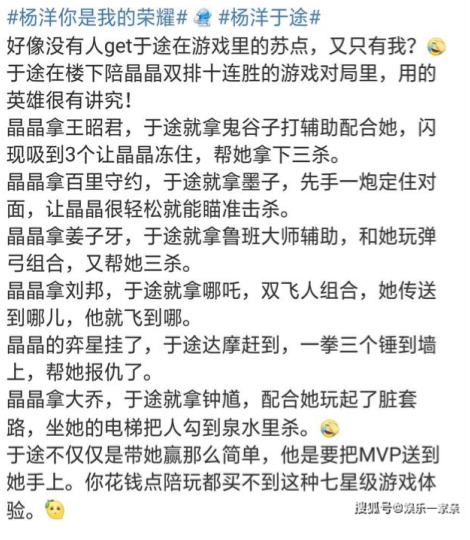 #杨洋你是我的荣耀# #杨洋于途#
好像没有人get于途在游戏里的苏点，又只有我？
于途在楼下陪晶晶双排十连胜的游戏对局里，用的
英雄很有讲究！
晶晶拿王昭君，于途就拿鬼谷子打辅助配合她，闪
现吸到3个让晶晶冻住，帮她拿下三杀。
晶晶拿百里守约，于途就拿墨子，先手一炮定住对
面，让晶晶很轻松就能瞄准击杀。
晶晶拿姜子牙，于途就拿鲁班大师辅助，和她玩弹
弓组合，又帮她三杀。
晶晶拿刘邦，于途就拿哪吒，双飞人组合，她传送
到哪儿，他就飞到哪。
晶晶的弈星挂了，于途达摩赶到，一拳三个锤到墙
上，帮她报仇了。
晶晶拿大乔，于途就拿钟馗，配合她玩起了脏套
路，坐她的电梯把人勾到泉水里杀。
于途不仅仅是带她赢那么简单，他是要把MVP送到
她手上。你花钱点陪玩都买不到这种七星级游戏体
验。
搜狐号@娱乐一家亲